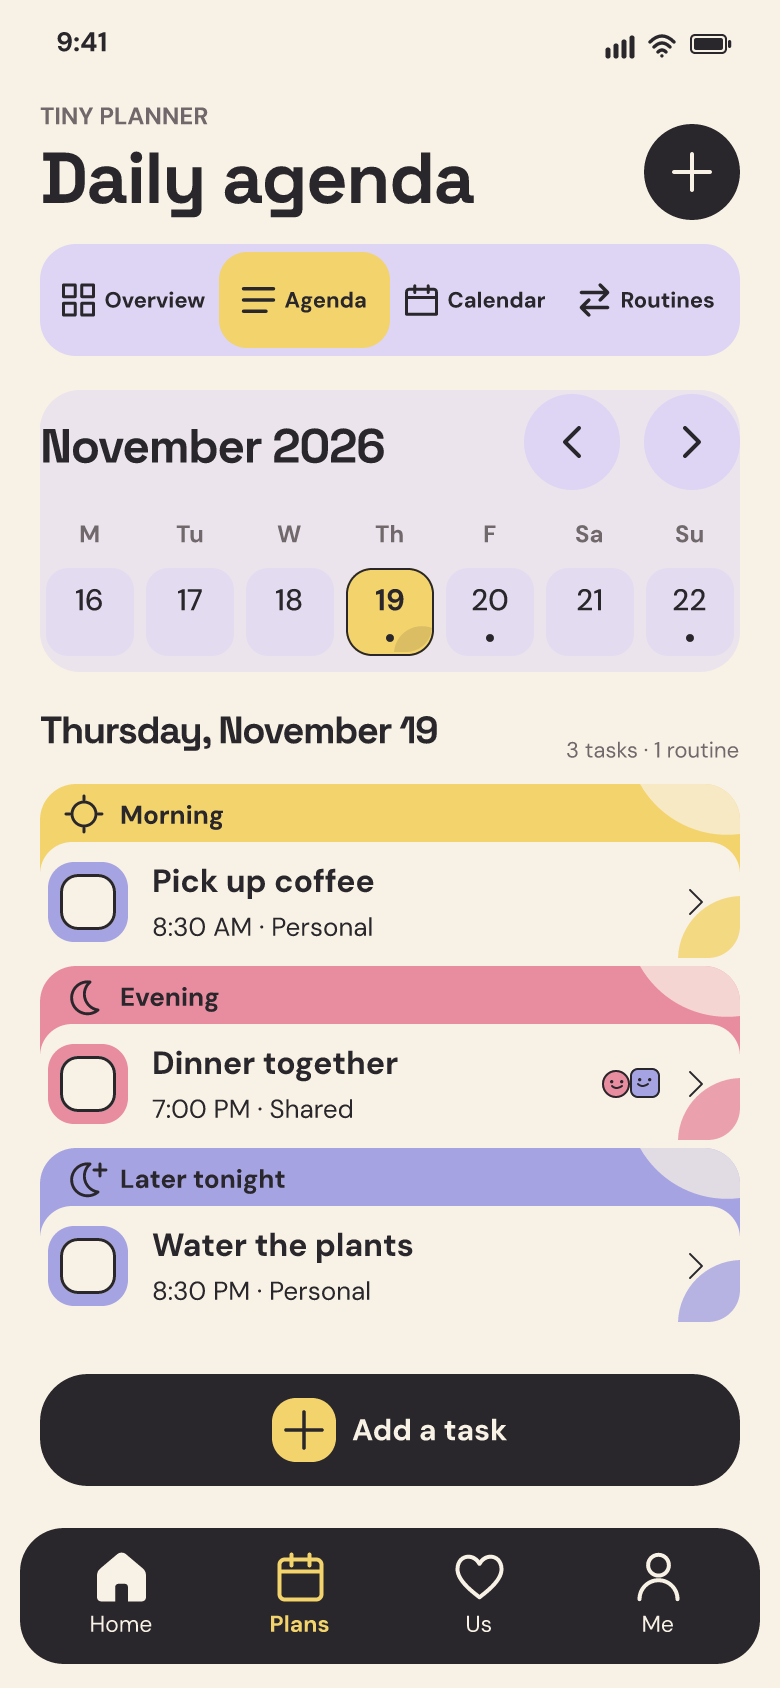 9:41
TINY PLANNER
Daily agenda
Overview Agenda Calendar Routines
November 2026
M Tu W Th F Sa Su
16 17 18 19 20 21 22
Thursday, November 19
3 tasks · 1 routine
Morning
Pick up coffee
8:30 AM · Personal
Evening
Dinner together
7:00 PM · Shared
Later tonight
Water the plants
8:30 PM · Personal
Add a task
Home Plans Us Me